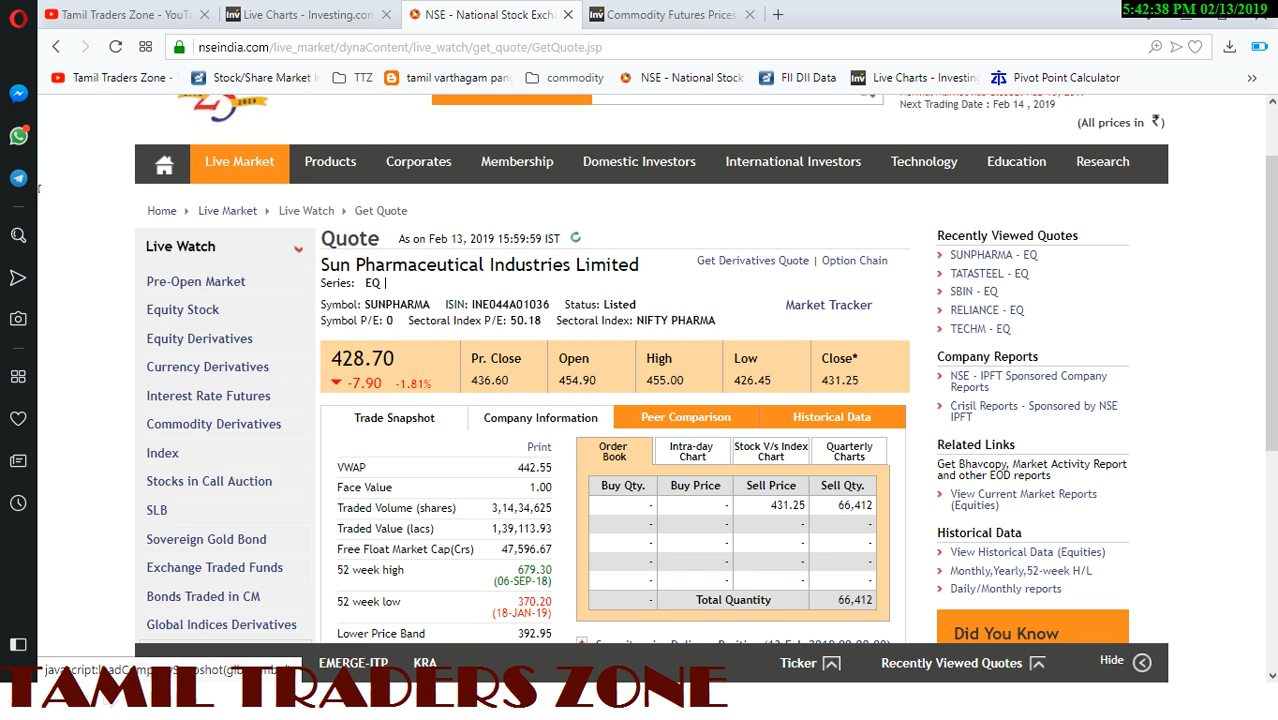 Tamil Traders Zone - YouT
Live Charts - Investing.com
NSE - National Stock Exch
Commodity Futures Prices
5:42:38 PM 02/13/2019
nseindia.com/live_market/dynaContent/live_watch/get_quote/GetQuote.jsp
Tamil Traders Zone -
Stock/Share Market
TTZ
tamil varthagam pan
commodity
NSE - National Stock
FII DII Data
Live Charts - Investin
Pivot Point Calculator
2019
Next Trading Date : Feb 14 , 2019
(All prices in ₹)
Live Market Products Corporates Membership Domestic Investors International Investors Technology Education Research
Home Live Market Live Watch Get Quote
Live Watch
Pre-Open Market
Equity Stock
Equity Derivatives
Currency Derivatives
Interest Rate Futures
Commodity Derivatives
Index
Stocks in Call Auction
SLB
Sovereign Gold Bond
Exchange Traded Funds
Bonds Traded in CM
Global Indices Derivatives
Quote As on Feb 13, 2019 15:59:59 IST
Sun Pharmaceutical Industries Limited
Get Derivatives Quote | Option Chain
Series: EQ |
Symbol: SUNPHARMA ISIN: INE044A01036 Status: Listed
Market Tracker
Symbol P/E: 0 Sectoral Index P/E: 50.18 Sectoral Index: NIFTY PHARMA
428.70 Pr. Close Open High Low Close*
-7.90 -1.81% 436.60 454.90 455.00 426.45 431.25
Trade Snapshot Company Information Peer Comparison Historical Data
Print
VWAP 442.55
Face Value 1.00
Traded Volume (shares) 3,14,34,625
Traded Value (lacs) 1,39,113.93
Free Float Market Cap(Crs) 47,596.67
52 week high 679.30
(06-SEP-18)
52 week low 370.20
(18-JAN-19)
Lower Price Band 392.95
Order Book
Intra-day Chart
Stock V/s Index Chart
Quarterly Charts
Buy Qty. Buy Price Sell Price Sell Qty.
- - 431.25 66,412
- - - -
- - - -
- - - -
- - - -
- Total Quantity 66,412
Recently Viewed Quotes
SUNPHARMA - EQ
TATASTEEL - EQ
SBIN - EQ
RELIANCE - EQ
TECHM - EQ
Company Reports
NSE - IPFT Sponsored Company
Reports
Crisil Reports - Sponsored by NSE
IPFT
Related Links
Get Bhavcopy, Market Activity Report
and other EOD reports
View Current Market Reports
(Equities)
Historical Data
View Historical Data (Equities)
Monthly,Yearly,52-week H/L
Daily/Monthly reports
Did You Know
EMERGE-ITP KRA
Ticker
Recently Viewed Quotes
Hide
TAMIL TRADERS ZONE